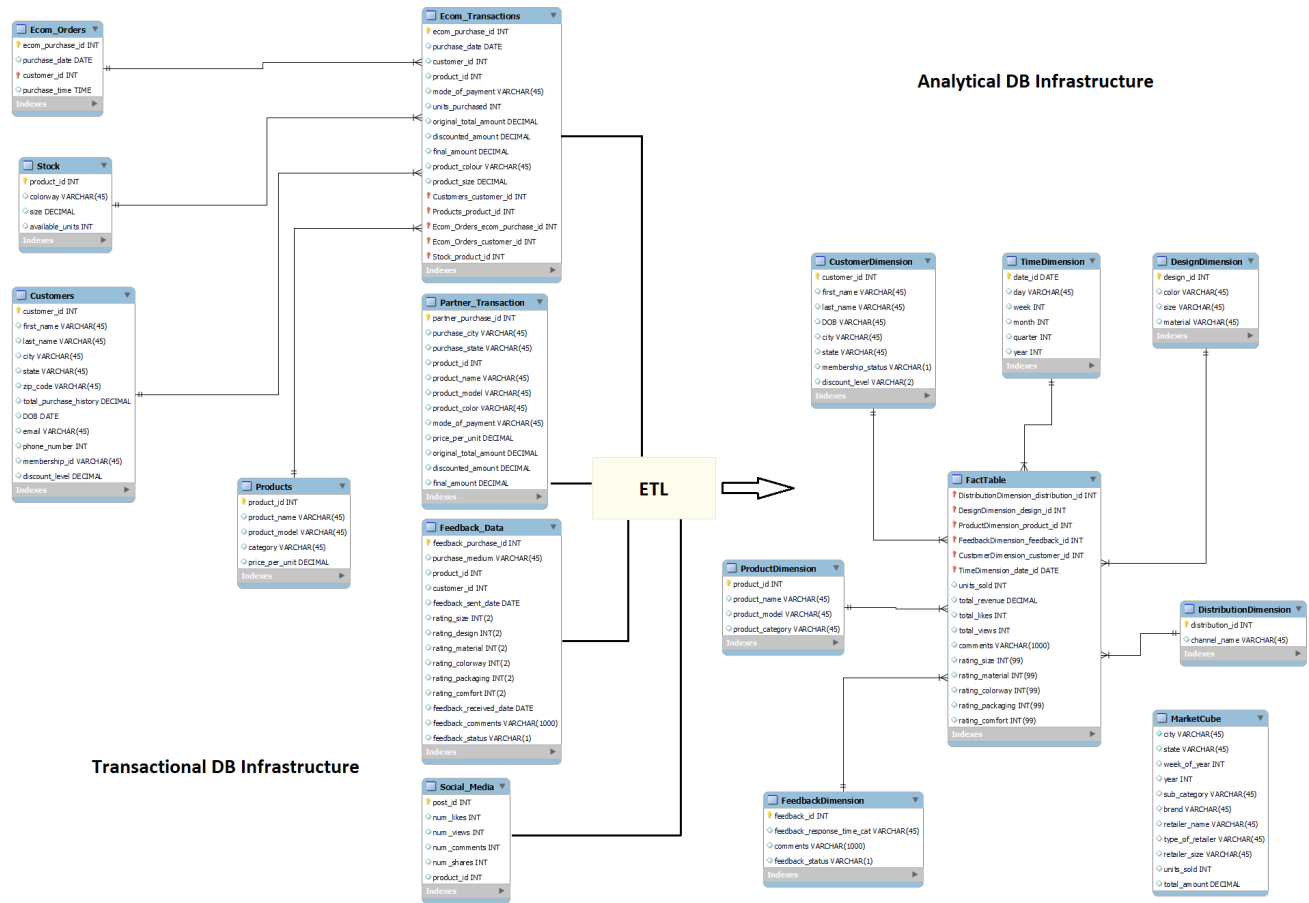 Ecom_Orders
ecom_purchase_id INT
purchase_date DATE
customer_id INT
purchase_time TIME
Indexes
Stock
product_id INT
colorway VARCHAR(45)
size DECIMAL
available_units INT
Indexes
Customers
customer_id INT
first_name VARCHAR(45)
last_name VARCHAR(45)
city VARCHAR(45)
state VARCHAR(45)
zip_code VARCHAR(45)
total_purchase_history DECIMAL
DOB DATE
email VARCHAR(45)
phone_number INT
membership_id VARCHAR(45)
discount_level DECIMAL
Indexes
Products
product_id INT
product_name VARCHAR(45)
product_model VARCHAR(45)
category VARCHAR(45)
price_per_unit DECIMAL
Indexes
Transactional DB Infrastructure
Ecom_Transactions
ecom_purchase_id INT
purchase_date DATE
customer_id INT
product_id INT
mode_of_payment VARCHAR(45)
units_purchased INT
original_total_amount DECIMAL
discounted_amount DECIMAL
final_amount DECIMAL
product_colour VARCHAR(45)
product_size DECIMAL
Customers_customer_id INT
Products_product_id INT
Ecom_Orders_ecom_purchase_id INT
Ecom_Orders_customer_id INT
Stock_product_id INT
Indexes
Partner_Transaction
partner_purchase_id INT
purchase_city VARCHAR(45)
purchase_state VARCHAR(45)
product_id INT
product_name VARCHAR(45)
product_model VARCHAR(45)
product_color VARCHAR(45)
mode_of_payment VARCHAR(45)
price_per_unit DECIMAL
original_total_amount DECIMAL
discounted_amount DECIMAL
final_amount DECIMAL
Indexes
Feedback_Data
feedback_purchase_id INT
purchase_medium VARCHAR(45)
product_id INT
customer_id INT
feedback_sent_date DATE
rating_size INT(2)
rating_design INT(2)
rating_material INT(2)
rating_colorway INT(2)
rating_packaging INT(2)
rating_comfort INT(2)
feedback_received_date DATE
feedback_comments VARCHAR(1000)
feedback_status VARCHAR(1)
Indexes
Social_Media
post_id INT
num_likes INT
num_views INT
num_comments INT
num_shares INT
product_id INT
Indexes
ETL
Analytical DB Infrastructure
CustomerDimension
customer_id INT
first_name VARCHAR(45)
last_name VARCHAR(45)
DOB VARCHAR(45)
city VARCHAR(45)
state VARCHAR(45)
membership_status VARCHAR(1)
discount_level VARCHAR(2)
Indexes
TimeDimension
date_id DATE
day VARCHAR(45)
week INT
month INT
quarter INT
year INT
Indexes
DesignDimension
design_id INT
color VARCHAR(45)
size VARCHAR(45)
material VARCHAR(45)
Indexes
ProductDimension
product_id INT
product_name VARCHAR(45)
product_model VARCHAR(45)
product_category VARCHAR(45)
Indexes
FactTable
DistributionDimension_distribution_id INT
DesignDimension_design_id INT
ProductDimension_product_id INT
FeedbackDimension_feedback_id INT
CustomerDimension_customer_id INT
TimeDimension_date_id DATE
units_sold INT
total_revenue DECIMAL
total_likes INT
total_views INT
comments VARCHAR(1000)
rating_size INT(99)
rating_material INT(99)
rating_colorway INT(99)
rating_packaging INT(99)
rating_comfort INT(99)
Indexes
DistributionDimension
distribution_id INT
channel_name VARCHAR(45)
Indexes
FeedbackDimension
feedback_id INT
feedback_response_time_cat VARCHAR(45)
comments VARCHAR(1000)
feedback_status VARCHAR(1)
Indexes
MarketCube
city VARCHAR(45)
state VARCHAR(45)
week_of_year INT
year INT
sub_category VARCHAR(45)
brand VARCHAR(45)
retailer_name VARCHAR(45)
type_of_retailer VARCHAR(45)
retailer_size VARCHAR(45)
units_sold INT
total_amount DECIMAL